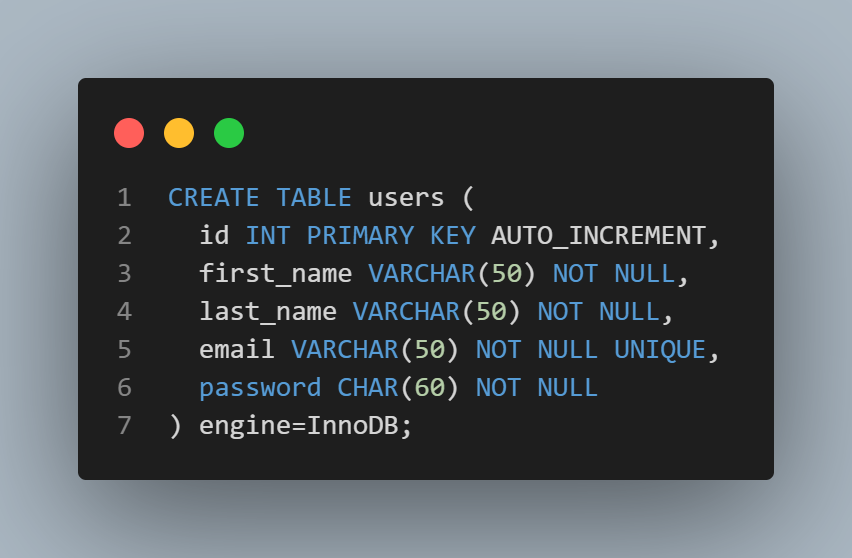 1 CREATE TABLE users (
2 id INT PRIMARY KEY AUTO_INCREMENT,
3 first_name VARCHAR(50) NOT NULL,
4 last_name VARCHAR(50) NOT NULL,
5 email VARCHAR(50) NOT NULL UNIQUE,
6 password CHAR(60) NOT NULL
7 ) engine=InnoDB;